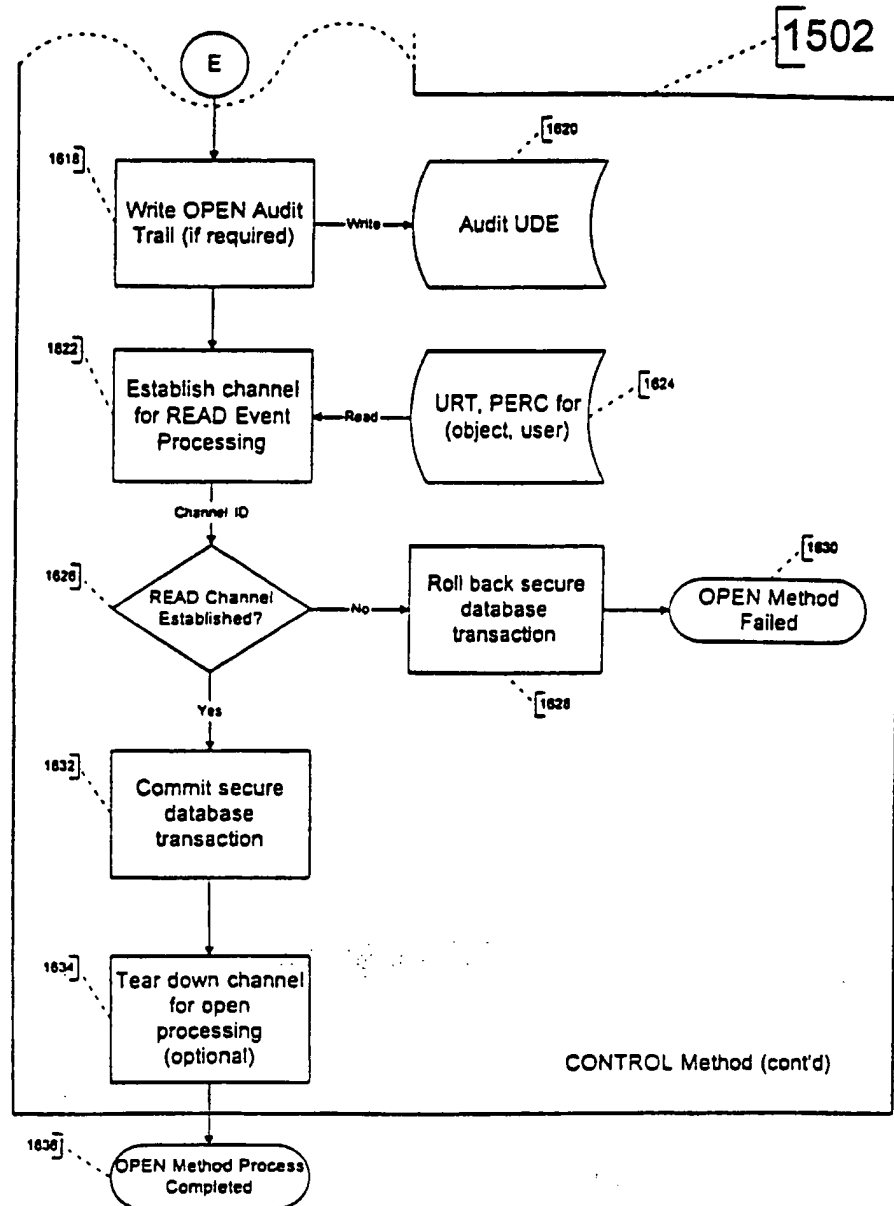 1502
E
1618
Write OPEN Audit
Trail (if required)
Write
1620
Audit UDE
1622
Establish channel
for READ Event
Processing
Read
1624
URT, PERC for
(object, user)
Channel ID
1626
READ Channel
Established?
No
Roll back secure
database
transaction
1628
1630
OPEN Method
Failed
Yes
1632
Commit secure
database
transaction
1634
Tear down channel
for open
processing
(optional)
CONTROL Method (cont'd)
1636
OPEN Method Process
Completed